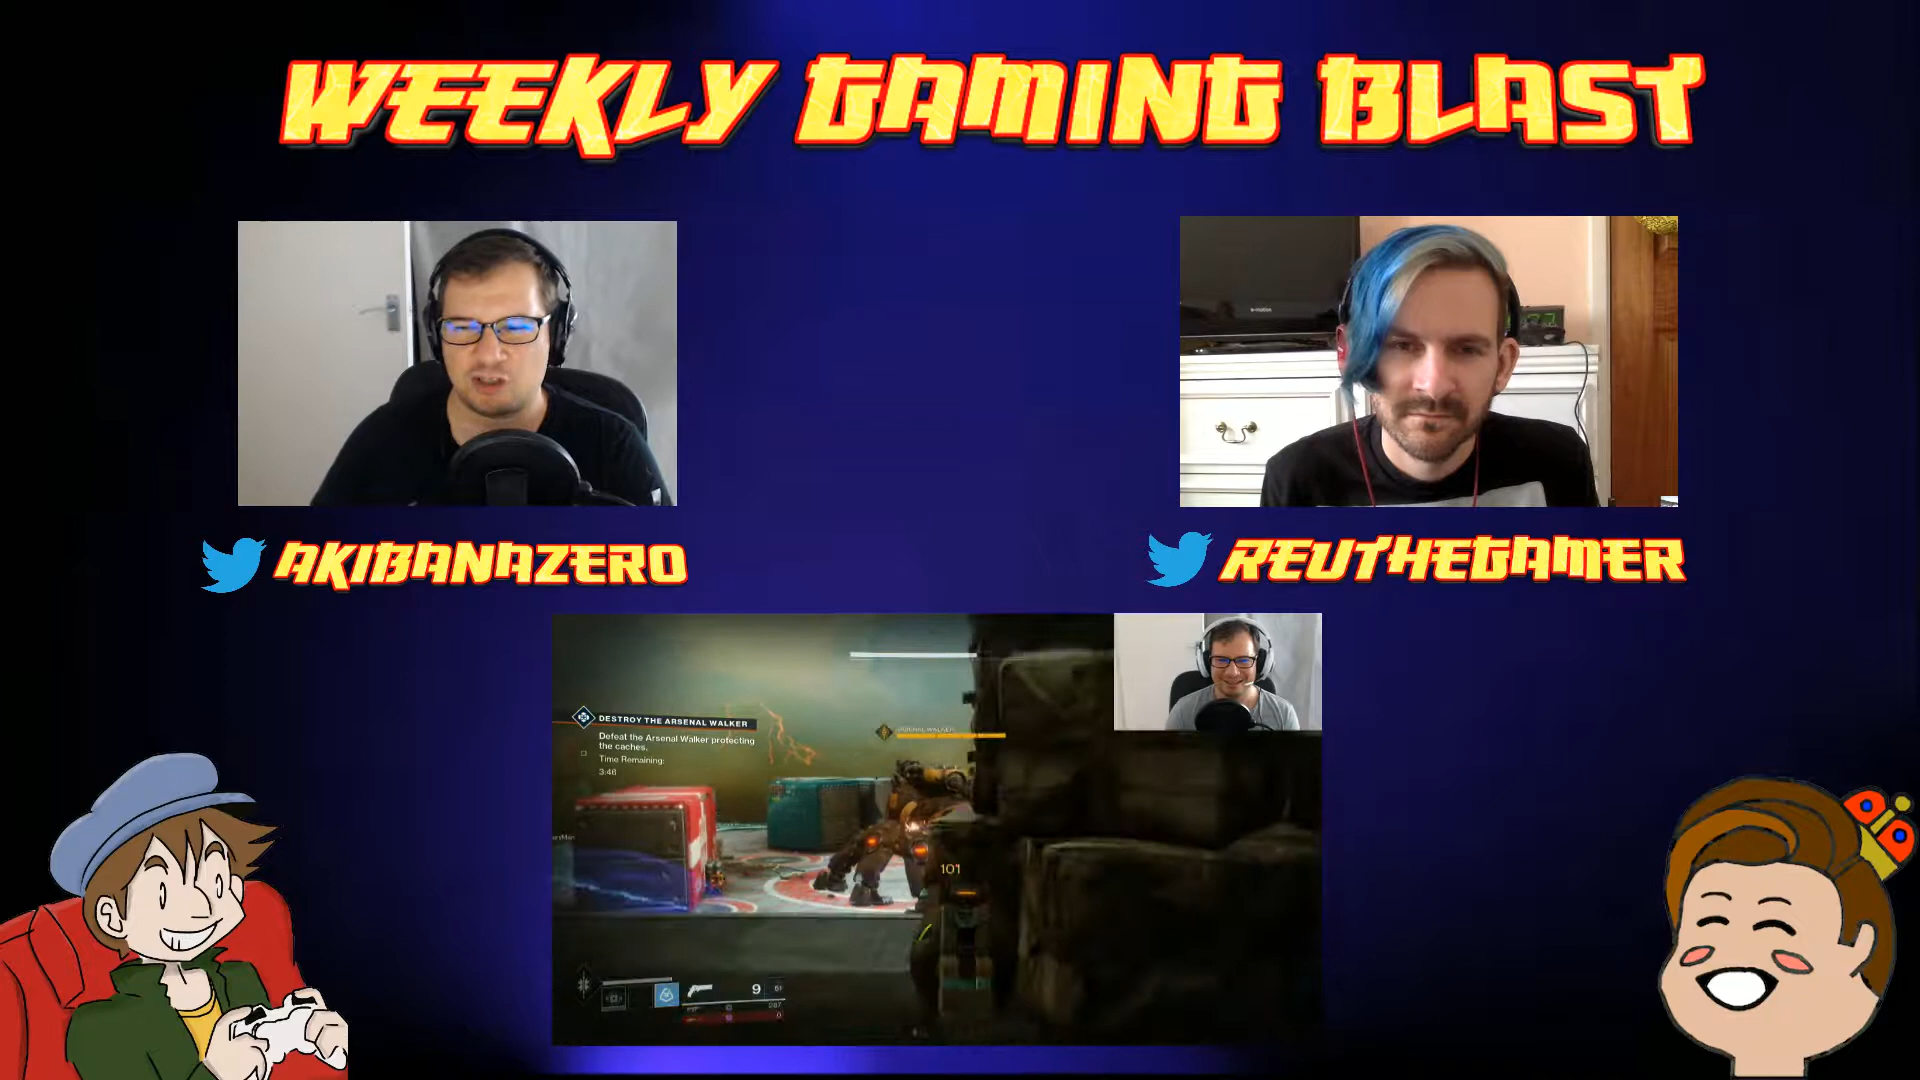 WEEKLY GAMING BLAST
AKIBANAZERO
REUTHEGAMER
DESTROY THE ARSENAL WALKER
Defeat the Arsenal Walker protecting
the caches.
Time Remaining:
3:46
101
9